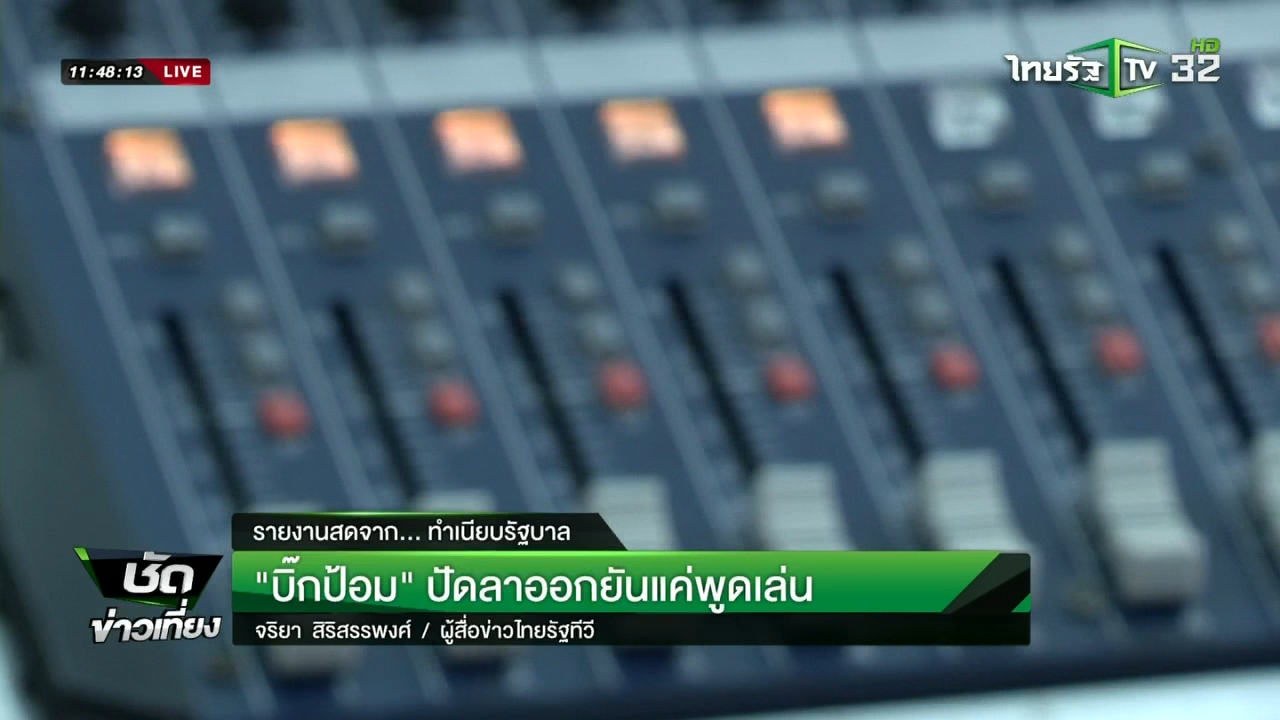 11:48:13 LIVE
ไทยรัฐ TV 32 HD
รายงานสดจาก... ทำเนียบรัฐบาล
"บิ๊กป้อม" ปัดลาออกยันแค่พูดเล่น
ชัด
ข่าวเที่ยง
จริยา สิริสรรพงศ์ / ผู้สื่อข่าวไทยรัฐทีวี